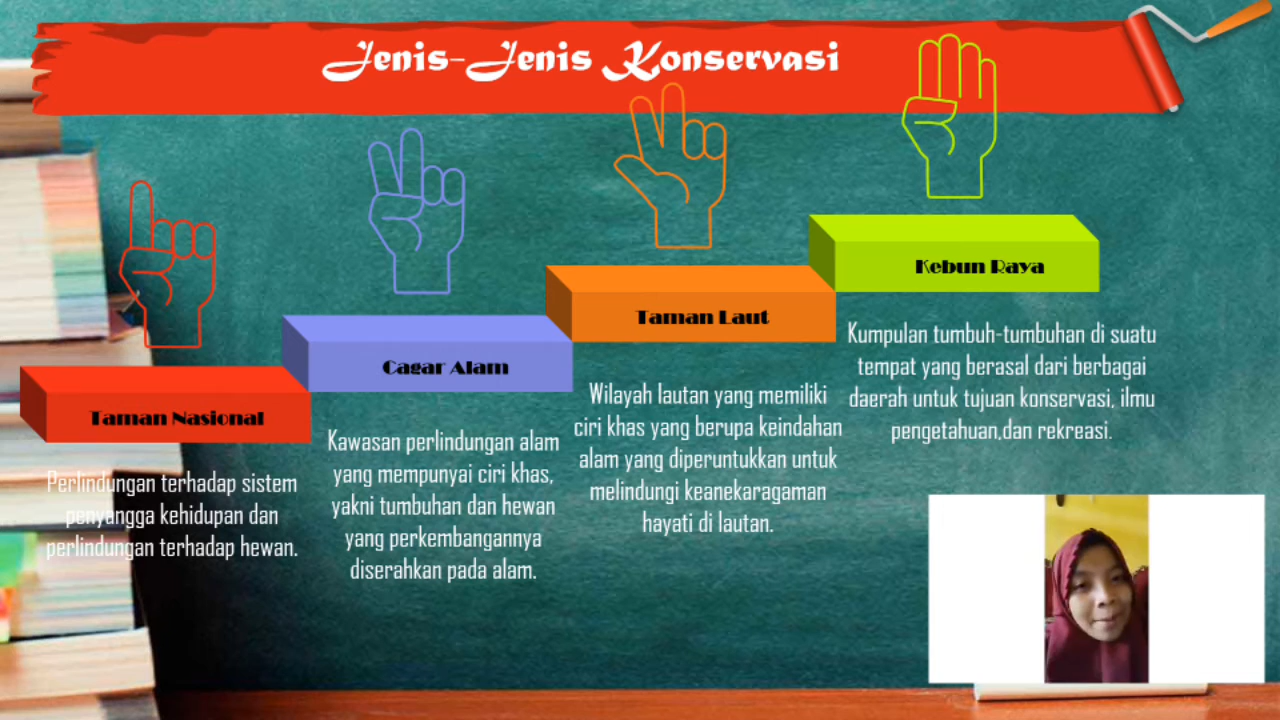 Jenis-Jenis Konservasi
Taman Nasional
Perlindungan terhadap sistem
penyangga kehidupan dan
perlindungan terhadap hewan.
Cagar Alam
Kawasan perlindungan alam
yang mempunyai ciri khas,
yakni tumbuhan dan hewan
yang perkembangannya
diserahkan pada alam.
Taman Laut
Wilayah lautan yang memiliki
ciri khas yang berupa keindahan
alam yang diperuntukkan untuk
melindungi keanekaragaman
hayati di lautan.
Kebun Raya
Kumpulan tumbuh-tumbuhan di suatu
tempat yang berasal dari berbagai
daerah untuk tujuan konservasi, ilmu
pengetahuan,dan rekreasi.